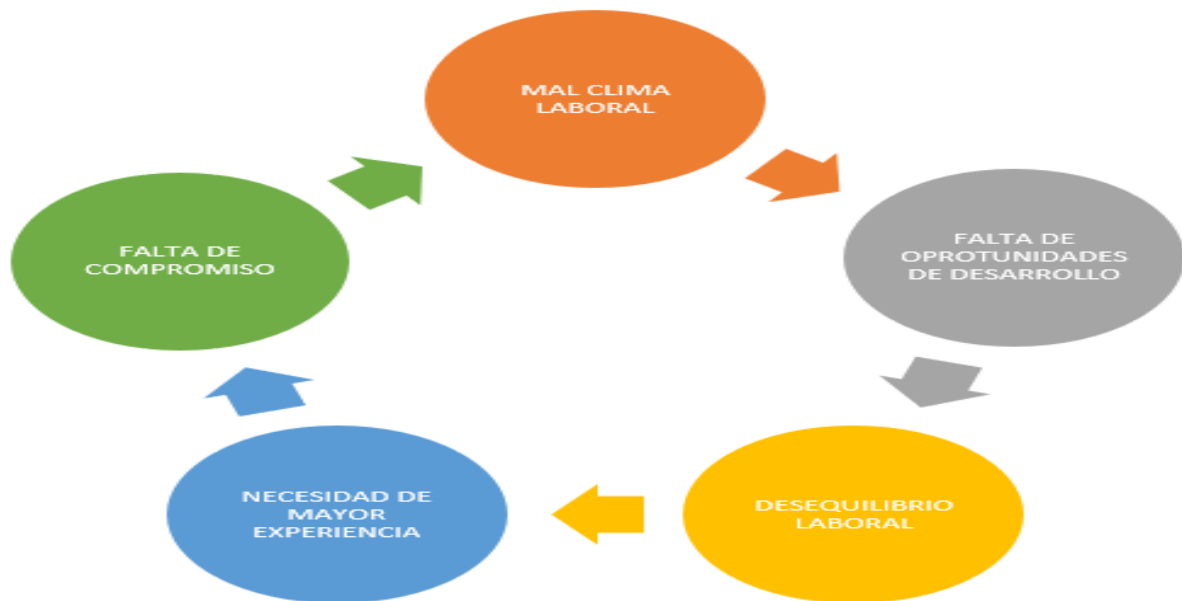 MAL CLIMA
LABORAL
FALTA DE
OPROTUNIDADES
DE DESARROLLO
DESEQUILIBRIO
LABORAL
NECESIDAD DE
MAYOR
EXPERIENCIA
FALTA DE
COMPROMISO